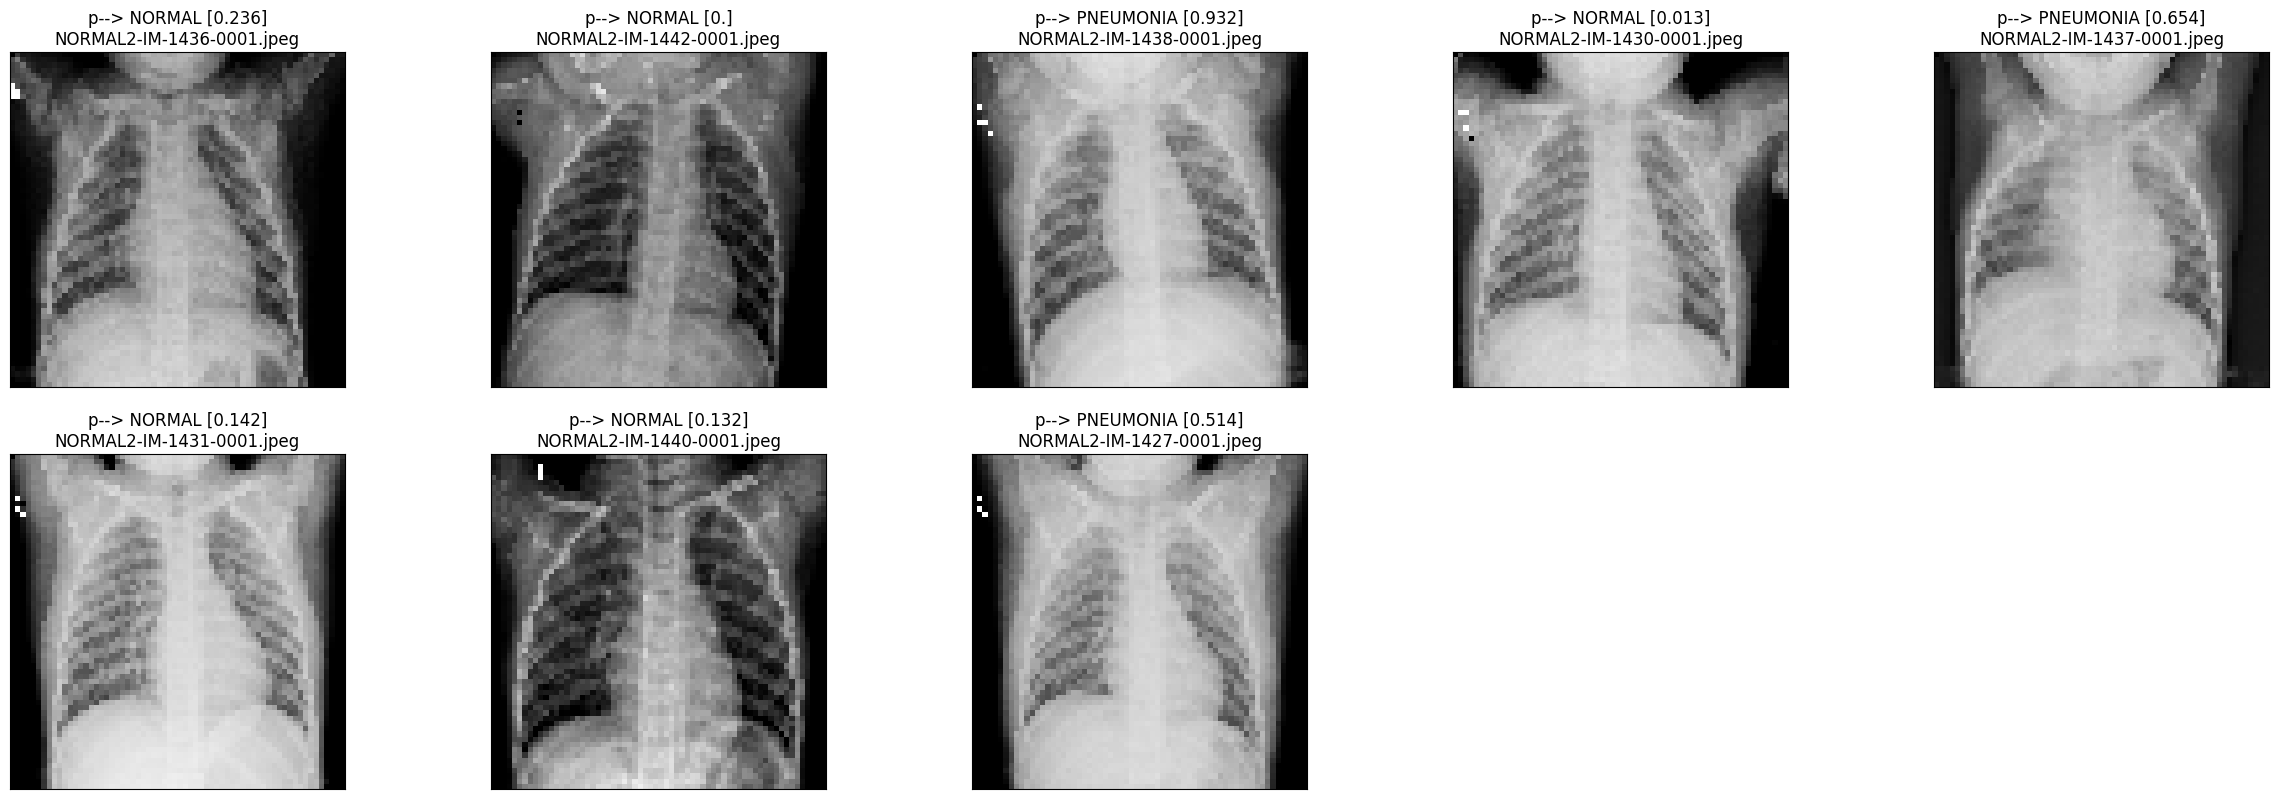 p--> NORMAL [0.236]
NORMAL2-IM-1436-0001.jpeg
p--> NORMAL [0.]
NORMAL2-IM-1442-0001.jpeg
p--> PNEUMONIA [0.932]
NORMAL2-IM-1438-0001.jpeg
p--> NORMAL [0.013]
NORMAL2-IM-1430-0001.jpeg
p--> PNEUMONIA [0.654]
NORMAL2-IM-1437-0001.jpeg
p--> NORMAL [0.142]
NORMAL2-IM-1431-0001.jpeg
p--> NORMAL [0.132]
NORMAL2-IM-1440-0001.jpeg
p--> PNEUMONIA [0.514]
NORMAL2-IM-1427-0001.jpeg